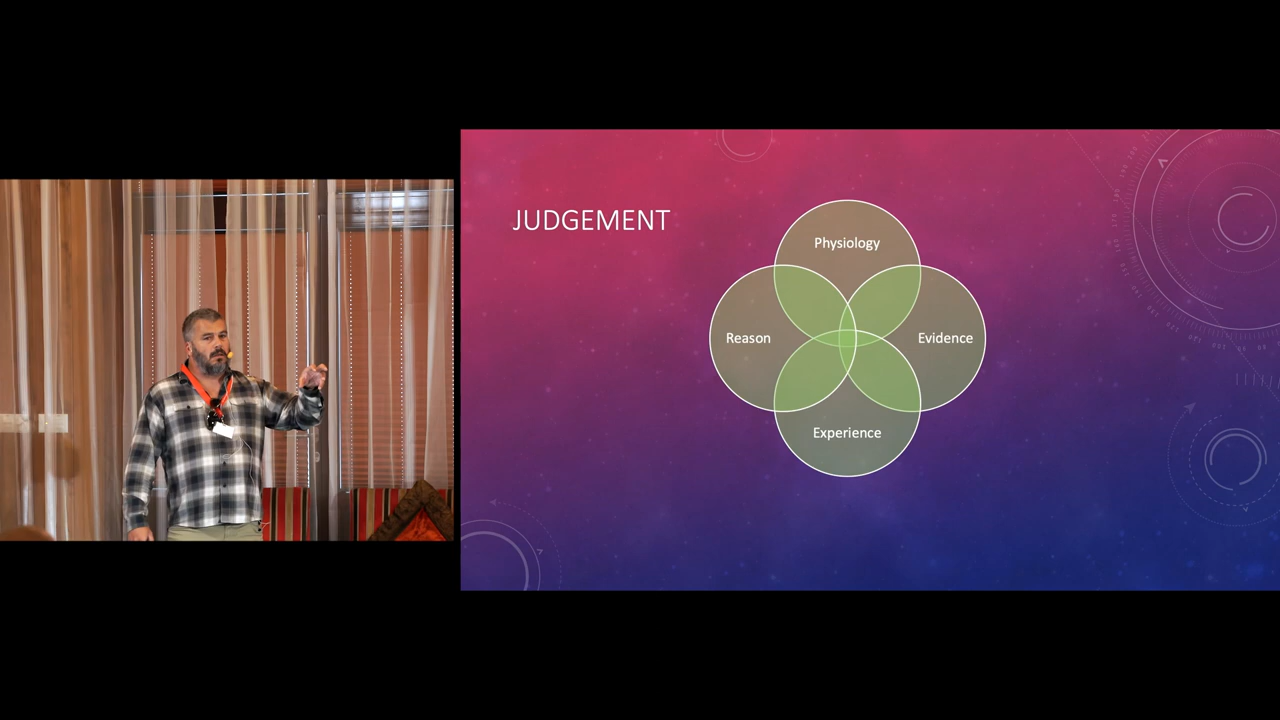 JUDGEMENT
Physiology
Reason
Evidence
Experience